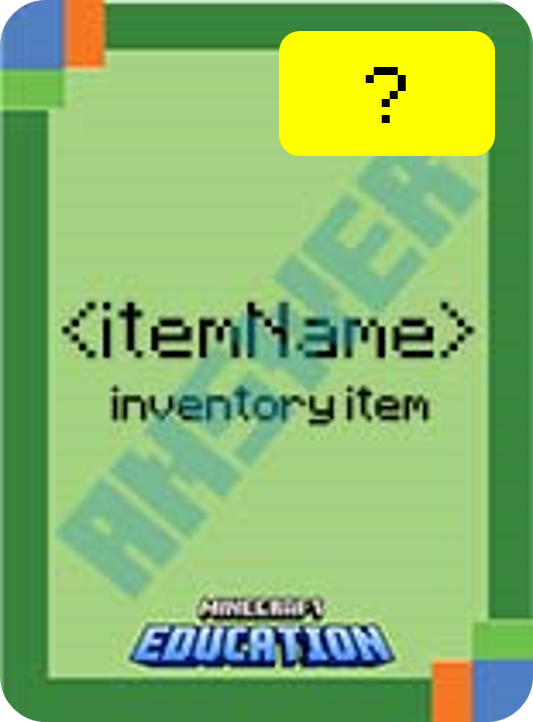 ?
<itemName>
inventory item
ANSWER
MINECRAFT
EDUCATION